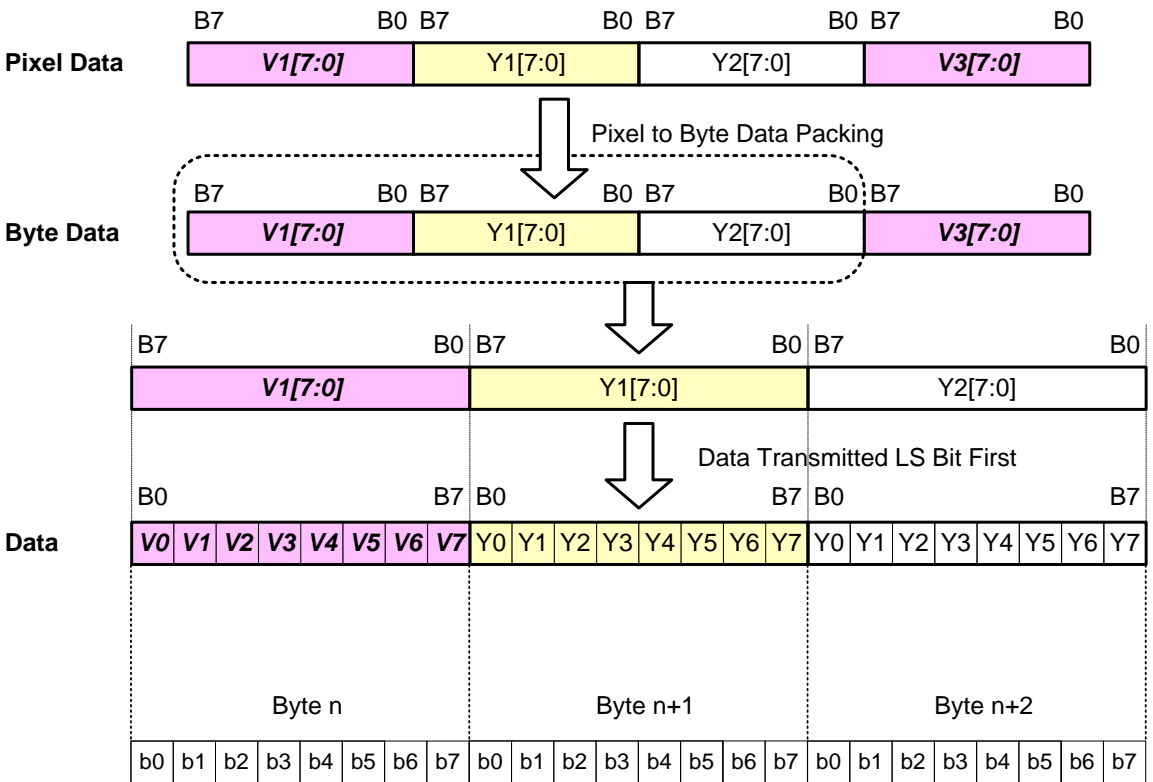 B7 B0 B7 B0 B7 B0 B7 B0
Pixel Data V1[7:0] Y1[7:0] Y2[7:0] V3[7:0]
Pixel to Byte Data Packing
B7 B0 B7 B0 B7 B0 B7 B0
Byte Data V1[7:0] Y1[7:0] Y2[7:0] V3[7:0]
B7 B0 B7 B0 B7 B0
V1[7:0] Y1[7:0] Y2[7:0]
Data Transmitted LS Bit First
B0 B7 B0 B7 B0 B7
Data V0 V1 V2 V3 V4 V5 V6 V7 Y0 Y1 Y2 Y3 Y4 Y5 Y6 Y7 Y0 Y1 Y2 Y3 Y4 Y5 Y6 Y7
Byte n Byte n+1 Byte n+2
b0 b1 b2 b3 b4 b5 b6 b7 b0 b1 b2 b3 b4 b5 b6 b7 b0 b1 b2 b3 b4 b5 b6 b7